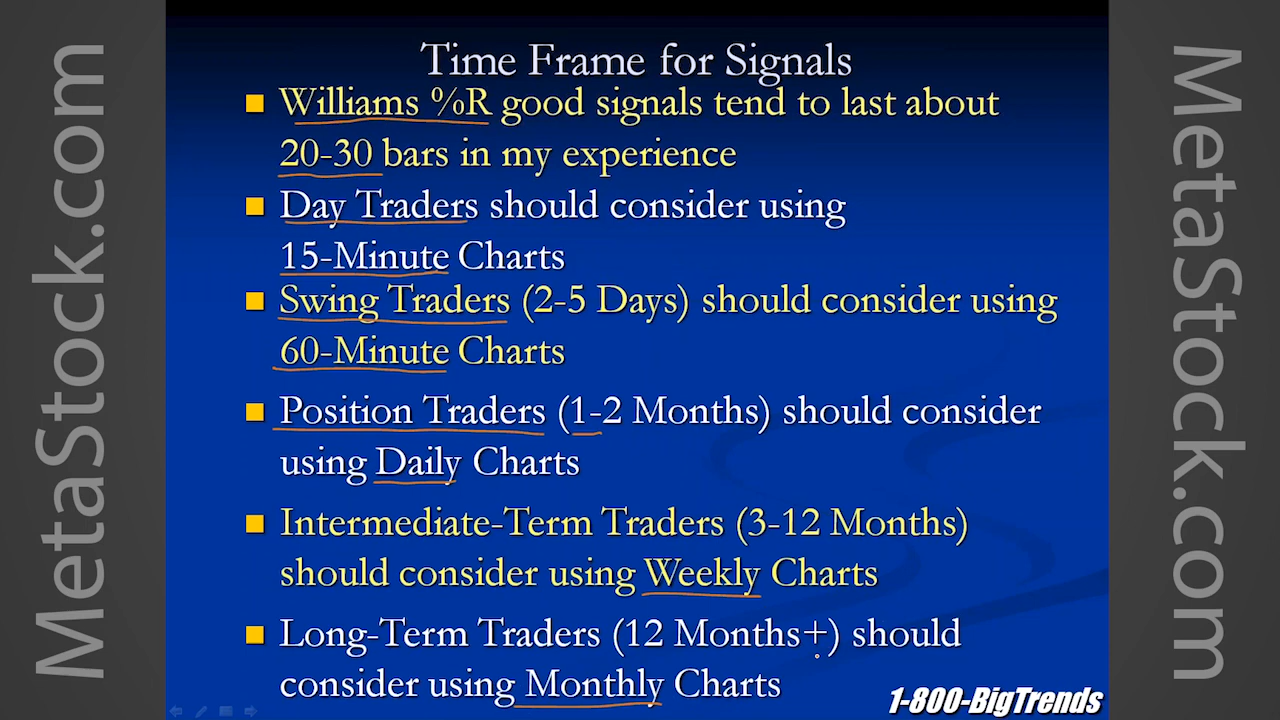 MetaStock.com
Time Frame for Signals
Williams %R good signals tend to last about
20-30 bars in my experience
Day Traders should consider using
15-Minute Charts
Swing Traders (2-5 Days) should consider using
60-Minute Charts
Position Traders (1-2 Months) should consider
using Daily Charts
Intermediate-Term Traders (3-12 Months)
should consider using Weekly Charts
Long-Term Traders (12 Months+) should
consider using Monthly Charts
1-800-BigTrends
MetaStock.com